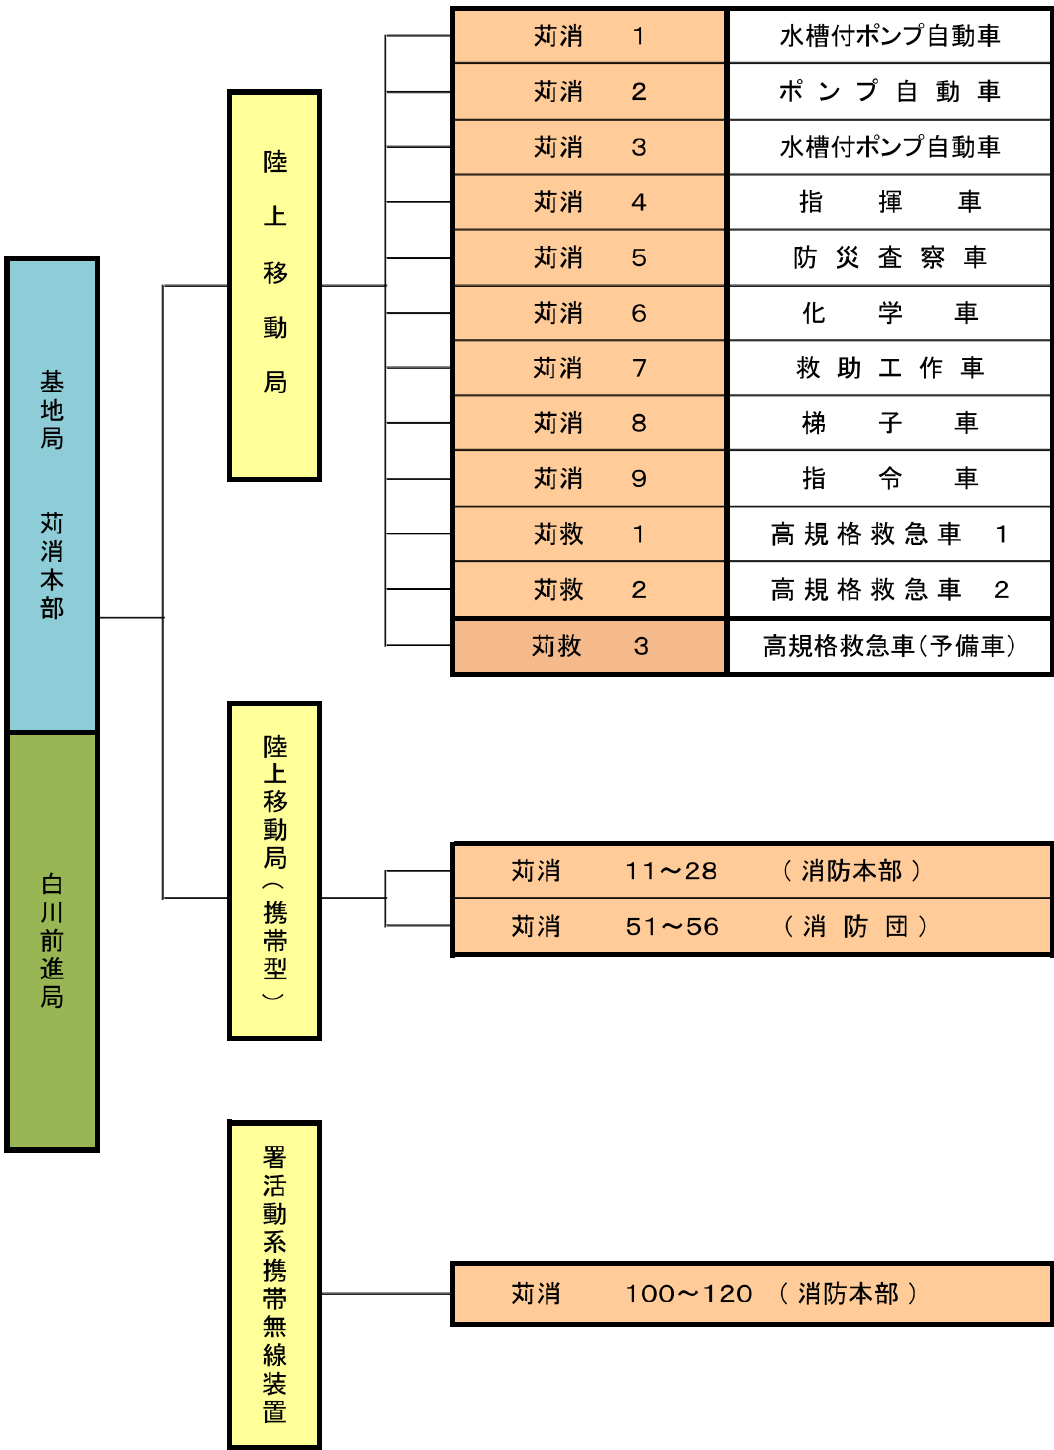 基地局　苅消本部
白川前進局
陸上移動局
苅消　1　水槽付ポンプ自動車
苅消　2　ポンプ自動車
苅消　3　水槽付ポンプ自動車
苅消　4　指揮車
苅消　5　防災査察車
苅消　6　化学車
苅消　7　救助工作車
苅消　8　梯子車
苅消　9　指令車
苅救　1　高規格救急車　1
苅救　2　高規格救急車　2
苅救　3　高規格救急車（予備車）
陸上移動局（携帯型）
苅消　11～28　（消防本部）
苅消　51～56　（消防団）
署活動系携帯無線装置
苅消　100～120　（消防本部）